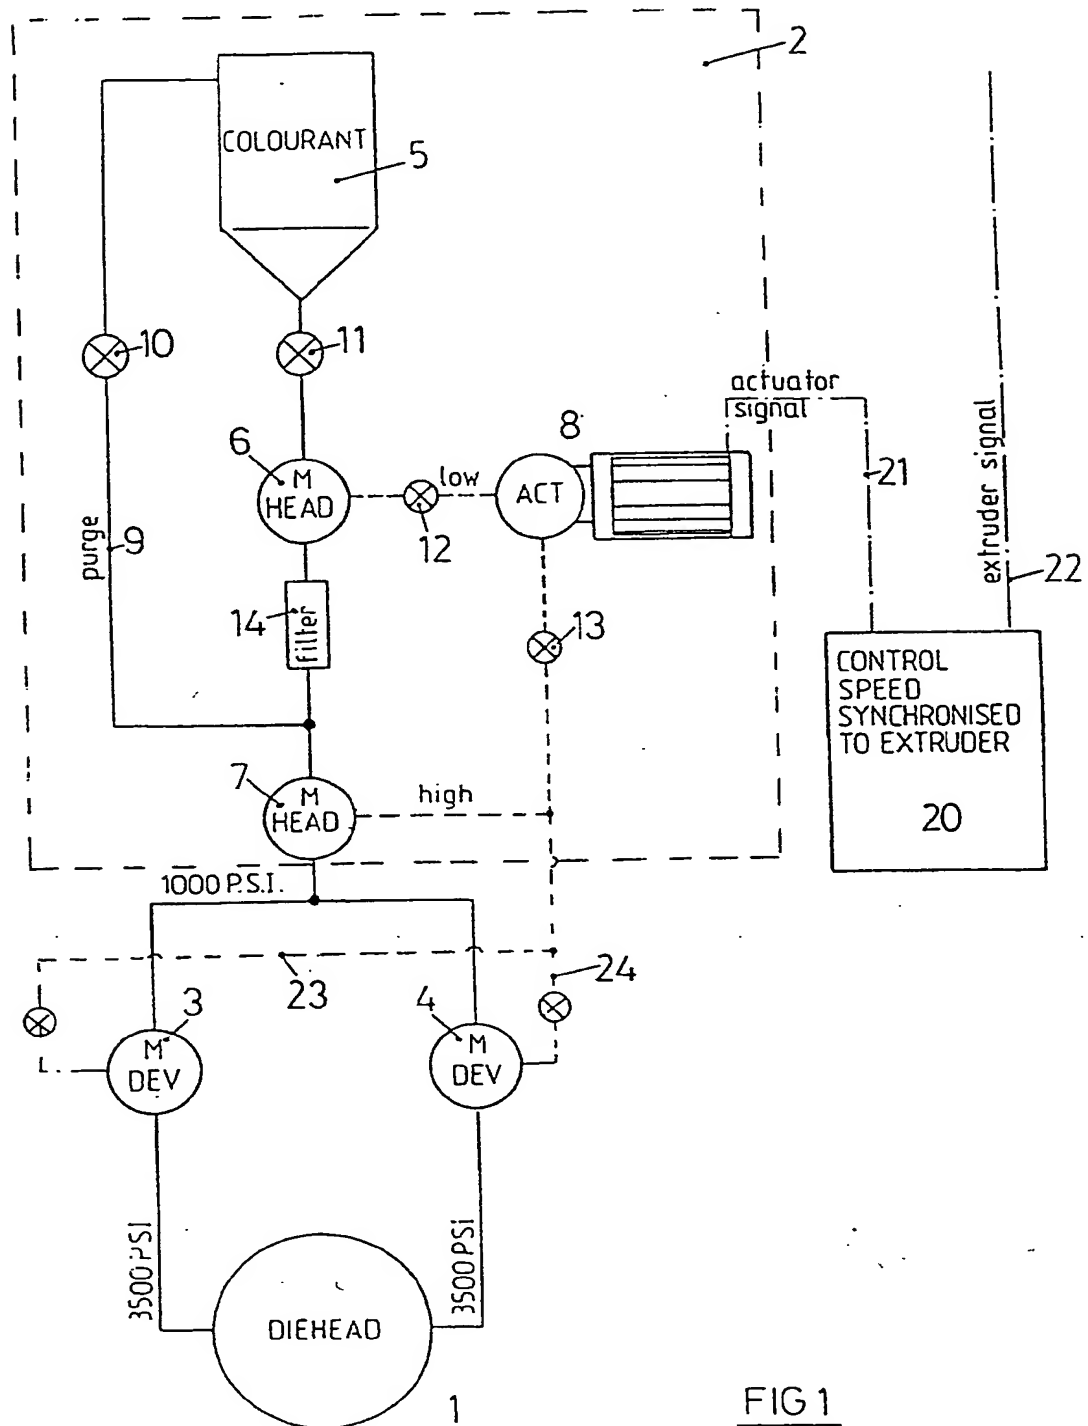 2
COLOURANT
5
10
11
actuator
signal
6
M
HEAD
low
8
ACT
21
extruder signal
purge
9
12
22
14
filter
13
CONTROL
SPEED
SYNCHRONISED
TO EXTRUDER
20
7
M
HEAD
high
1000 P.S.I.
23
24
3
M
DEV
4
M
DEV
3500 PSI
3500 PSi
DIEHEAD
1
FIG 1